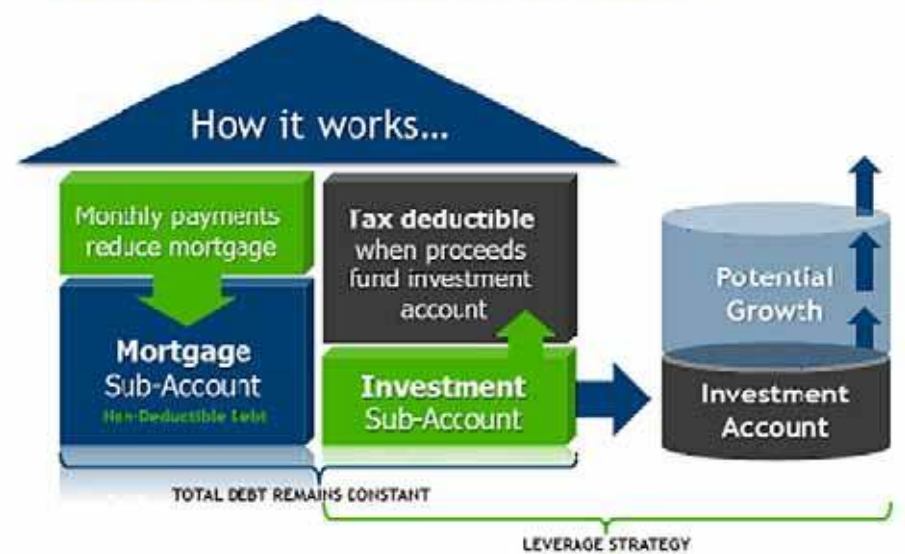 How it works...
Monthly payments
reduce mortgage
Tax deductible
when proceeds
fund investment
account
Mortgage
Sub-Account
Non-Deductible Debt
Investment
Sub-Account
Potential
Growth
Investment
Account
TOTAL DEBT REMAINS CONSTANT
LEVERAGE STRATEGY